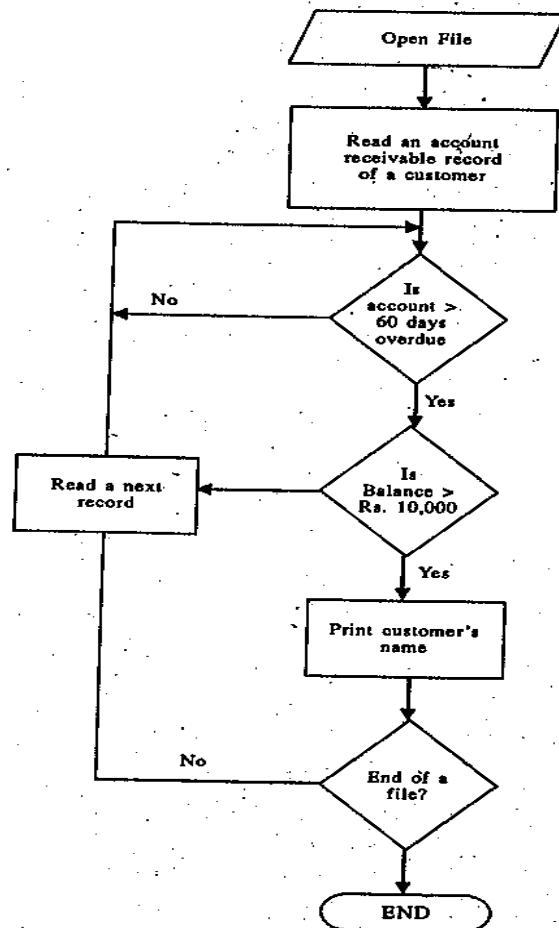 Open File
Read an account
receivable record
of a customer
Is
account >
60 days
overdue
No
Yes
Read a next
record
Is
Balance >
Rs. 10,000
Yes
Print customer's
name
No
End of a
file?
END